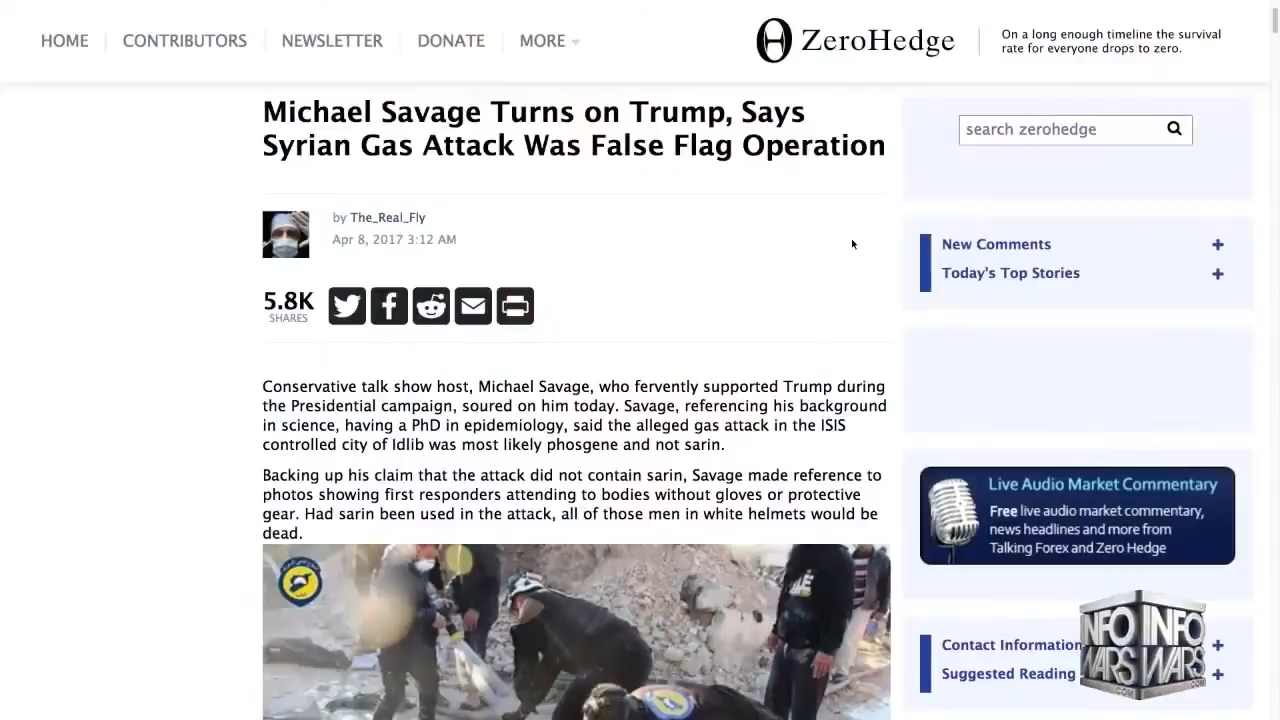 HOME
CONTRIBUTORS
NEWSLETTER
DONATE
MORE
ZeroHedge
On a long enough timeline the survival
rate for everyone drops to zero.
Michael Savage Turns on Trump, Says
Syrian Gas Attack Was False Flag Operation
by The_Real_Fly
Apr 8, 2017 3:12 AM
5.8K
SHARES
Conservative talk show host, Michael Savage, who fervently supported Trump during
the Presidential campaign, soured on him today. Savage, referencing his background
in science, having a PhD in epidemiology, said the alleged gas attack in the ISIS
controlled city of Idlib was most likely phosgene and not sarin.
Backing up his claim that the attack did not contain sarin, Savage made reference to
photos showing first responders attending to bodies without gloves or protective
gear. Had sarin been used in the attack, all of those men in white helmets would be
dead.
search zerohedge
New Comments
Today's Top Stories
Live Audio Market Commentary
Free live audio market commentary,
news headlines and more from
Talking Forex and Zero Hedge
Contact Information
Suggested Reading
INFO INFO
WARS WARS
.COM .COM